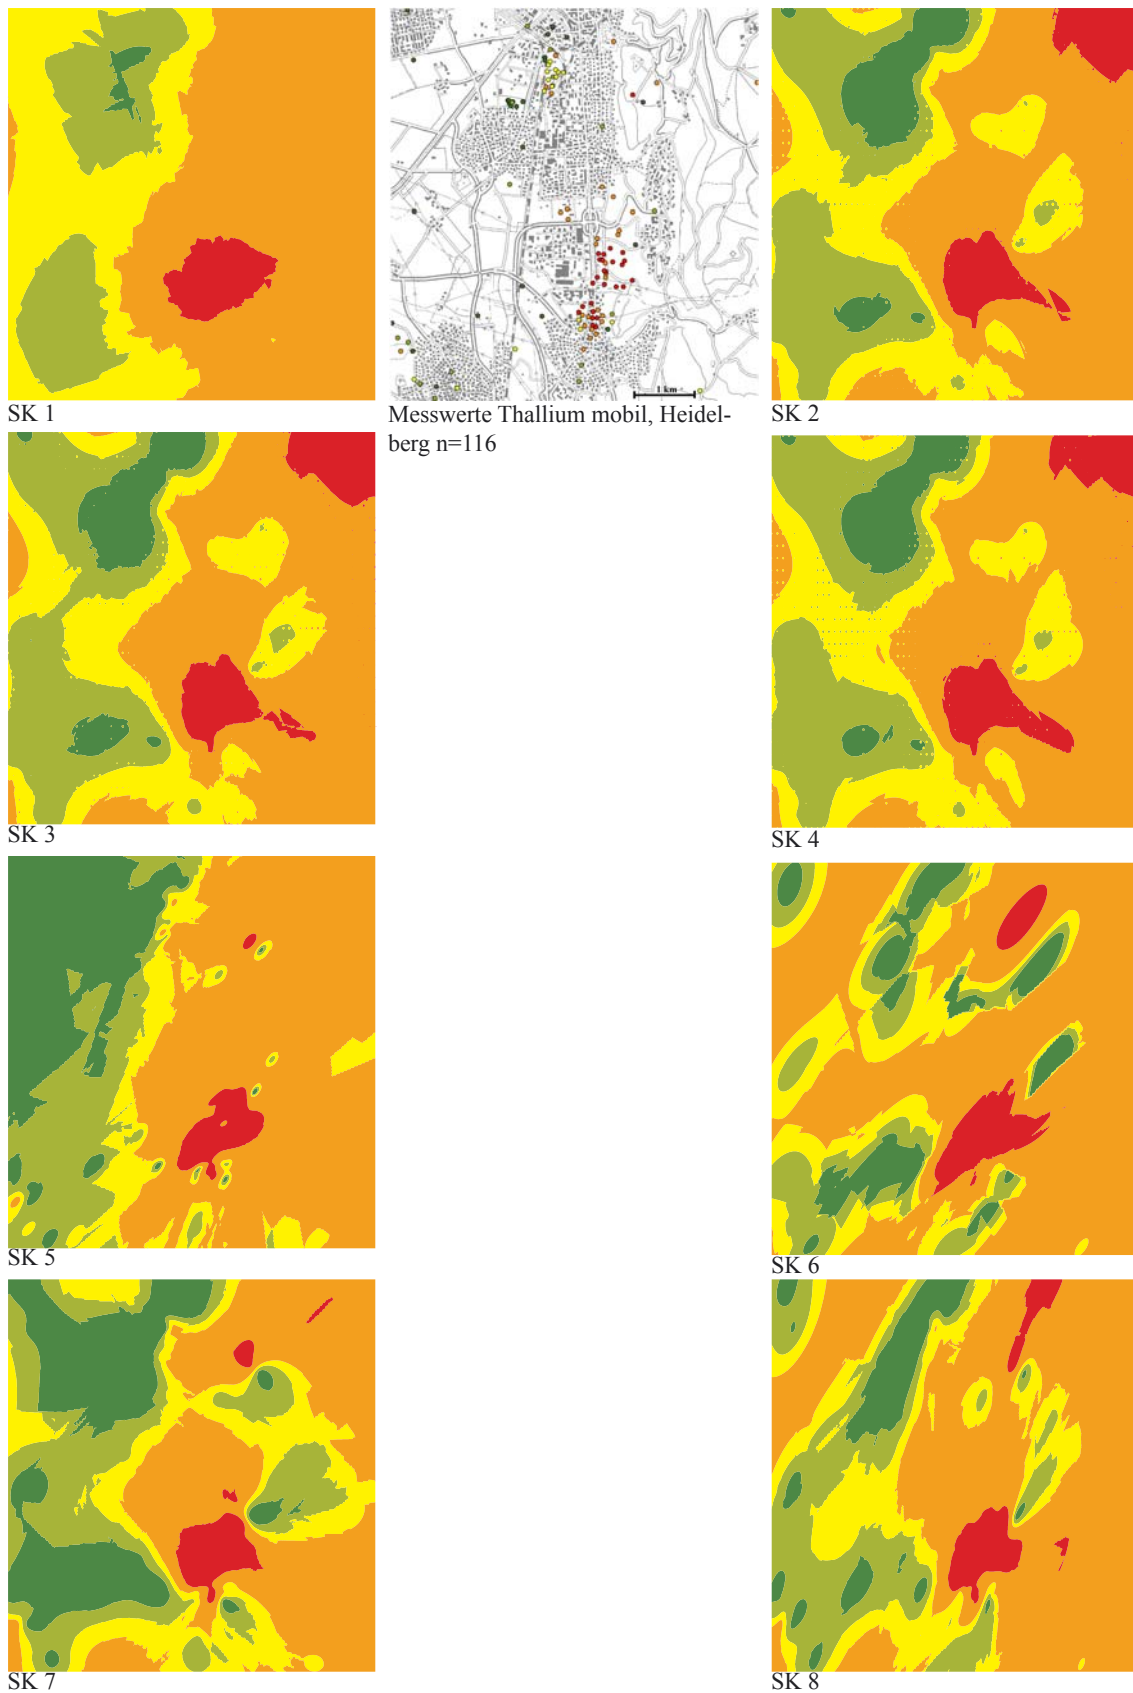 1 km
SK 1
Messwerte Thallium mobil, Heidel-
berg n=116
SK 2
SK 3
SK 4
SK 5
SK 6
SK 7
SK 8